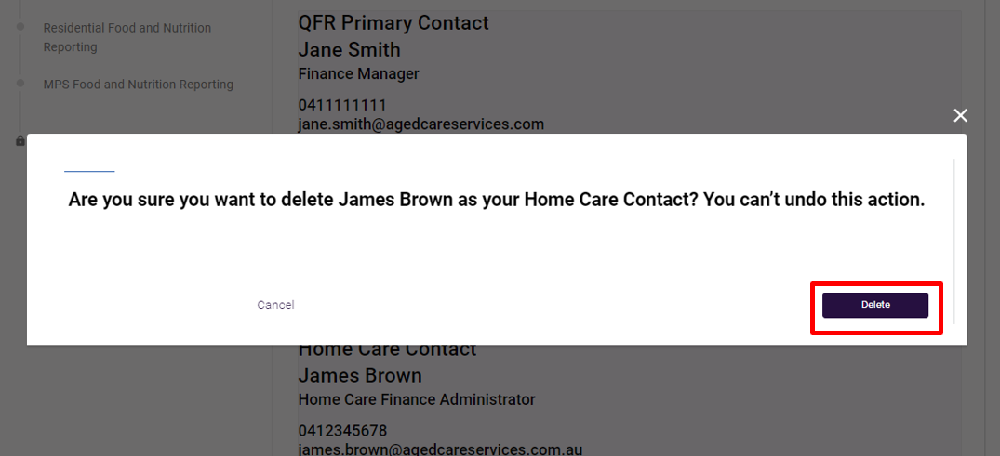 Residential Food and Nutrition
Reporting
MPS Food and Nutrition Reporting
QFR Primary Contact
Jane Smith
Finance Manager
0411111111
jane.smith@agedcareservices.com
Are you sure you want to delete James Brown as your Home Care Contact? You can’t undo this action.
Cancel
Delete
Home Care Contact
James Brown
Home Care Finance Administrator
0412345678
james.brown@agedcareservices.com.au